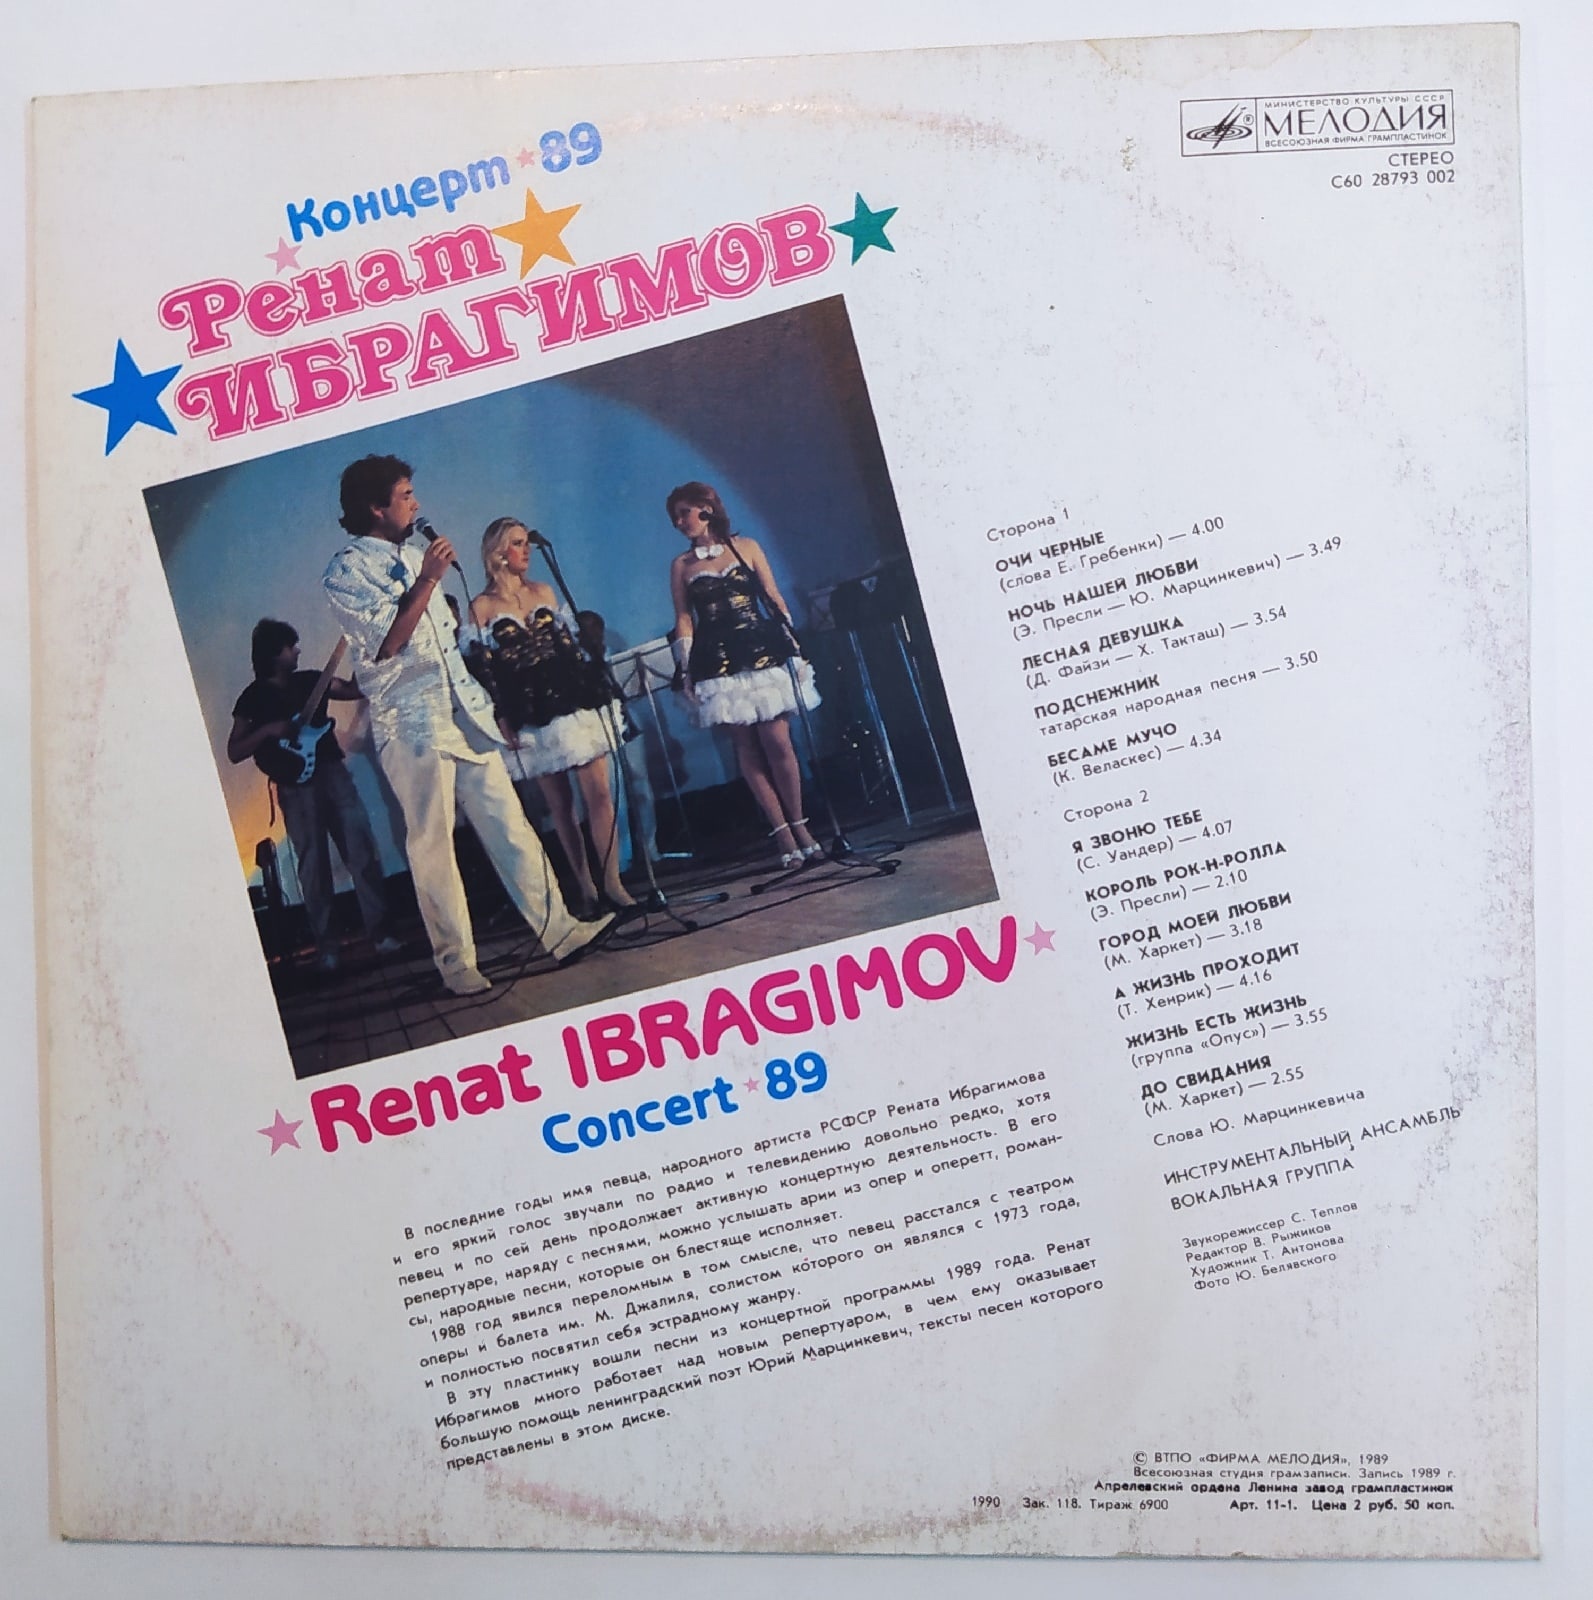 МИНИСТЕРСТВО КУЛЬТУРЫ СССР
МЕЛОДИЯ
ВСЕСОЮЗНАЯ ФИРМА ГРАМПЛАСТИНОК
СТЕРЕО
С60 28793 002
Концерт 89
Ренат
ИБРАГИМОВ
Renat IBRAGIMOV
Concert 89
В последние годы имя певца, народного артиста РСФСР Рената Ибрагимова
и его яркий голос звучали по радио и телевидению довольно редко, хотя
певец и по сей день продолжает активную концертную деятельность. В его
репертуаре, наряду с песнями, можно услышать арии из опер и оперетт, роман-
сы, народные песни, которые он блестяще исполняет.
1988 год явился переломным в том смысле, что певец расстался с театром
оперы и балета им. М. Джалиля, солистом которого он являлся с 1973 года,
и полностью посвятил себя эстрадному жанру.
В эту пластинку вошли песни из концертной программы 1989 года. Ренат
Ибрагимов много работает над новым репертуаром, в чем ему оказывает
большую помощь ленинградский поэт Юрий Марцинкевич, тексты песен которого
представлены в этом диске.
Сторона 1
ОЧИ ЧЕРНЫЕ
(слова Е. Гребенки) — 4.00
НОЧЬ НАШЕЙ ЛЮБВИ
(Э. Пресли — Ю. Марцинкевич) — 3.49
ЛЕСНАЯ ДЕВУШКА
(Д. Файзи — Х. Такташ) — 3.54
ПОДСНЕЖНИК
татарская народная песня — 3.50
БЕСАМЕ МУЧО
(К. Веласкес) — 4.34
Сторона 2
Я ЗВОНЮ ТЕБЕ
(С. Уандер) — 4.07
КОРОЛЬ РОК-Н-РОЛЛА
(Э. Пресли) — 2.10
ГОРОД МОЕЙ ЛЮБВИ
(М. Харкет) — 3.18
А ЖИЗНЬ ПРОХОДИТ
(Т. Хенрик) — 4.16
ЖИЗНЬ ЕСТЬ ЖИЗНЬ
(группа «Опус») — 3.55
ДО СВИДАНИЯ
(М. Харкет) — 2.55
Слова Ю. Марцинкевича
ИНСТРУМЕНТАЛЬНЫЙ АНСАМБЛЬ
ВОКАЛЬНАЯ ГРУППА
Звукорежиссер С. Теплов
Редактор В. Рыжиков
Художник Т. Антонова
Фото Ю. Белявского
© ВТПО «ФИРМА МЕЛОДИЯ», 1989
Всесоюзная студия грамзаписи. Запись 1989 г.
Апрелевский ордена Ленина завод грампластинок
1990 Зак. 118. Тираж 6900 Арт. 11-1. Цена 2 руб. 50 коп.